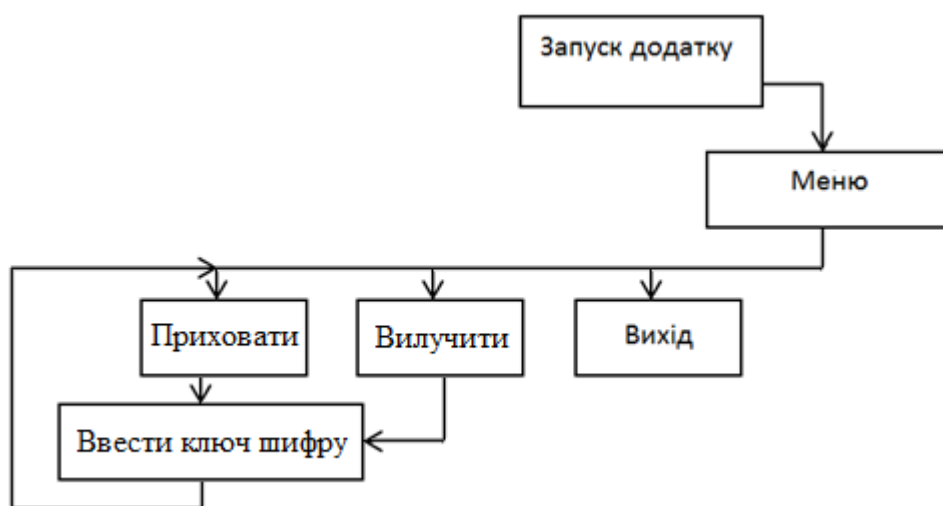 Запуск додатку
Меню
Приховати
Вилучити
Вихід
Ввести ключ шифру